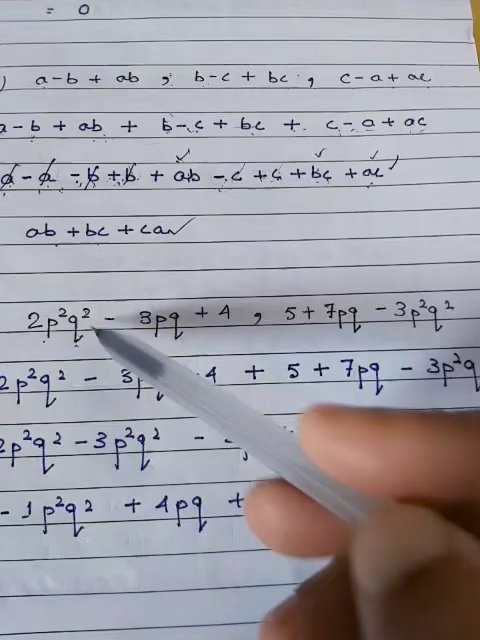 = 0
) a-b + ab , b-c + bc , c-a + ac
a-b + ab + b-c + bc + c-a + ac
a - a - b + b + ab - c + c + bc + ac
ab + bc + ca
2p²q² - 3pq + 4 , 5 + 7pq - 3p²q²
2p²q² - 3p 4 + 5 + 7pq - 3p²q
2p²q² - 3p²q² -
- 1p²q² + 4pq +